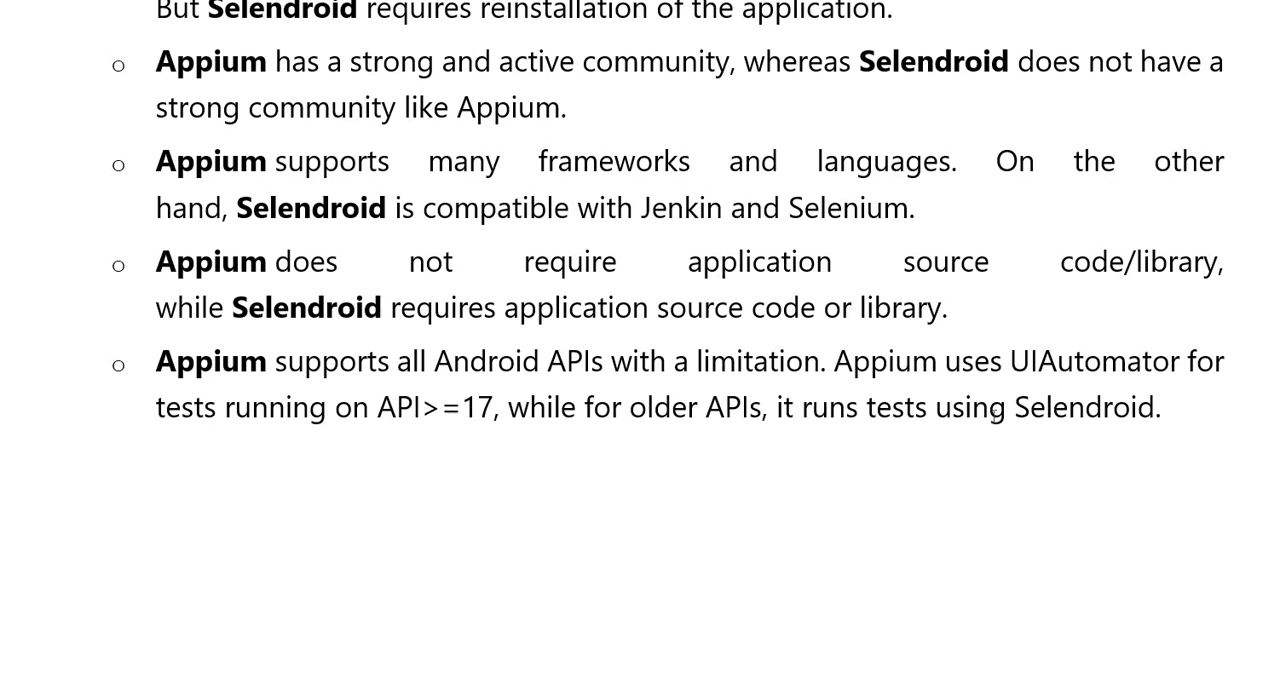 But Selendroid requires reinstallation of the application.
o Appium has a strong and active community, whereas Selendroid does not have a
strong community like Appium.
o Appium supports many frameworks and languages. On the other
hand, Selendroid is compatible with Jenkin and Selenium.
o Appium does not require application source code/library,
while Selendroid requires application source code or library.
o Appium supports all Android APIs with a limitation. Appium uses UIAutomator for
tests running on API>=17, while for older APIs, it runs tests using Selendroid.